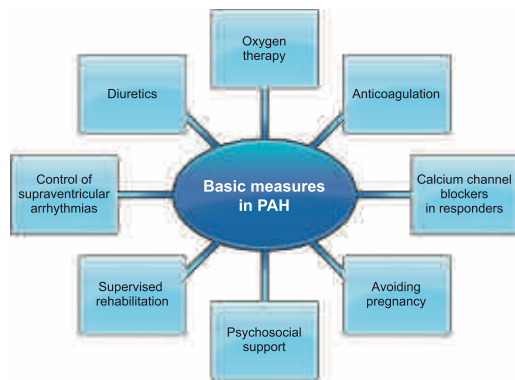 Oxygen
therapy
Diuretics
Anticoagulation
Control of
supraventricular
arrhythmias
Basic measures
in PAH
Calcium channel
blockers
in responders
Supervised
rehabilitation
Avoiding
pregnancy
Psychosocial
support